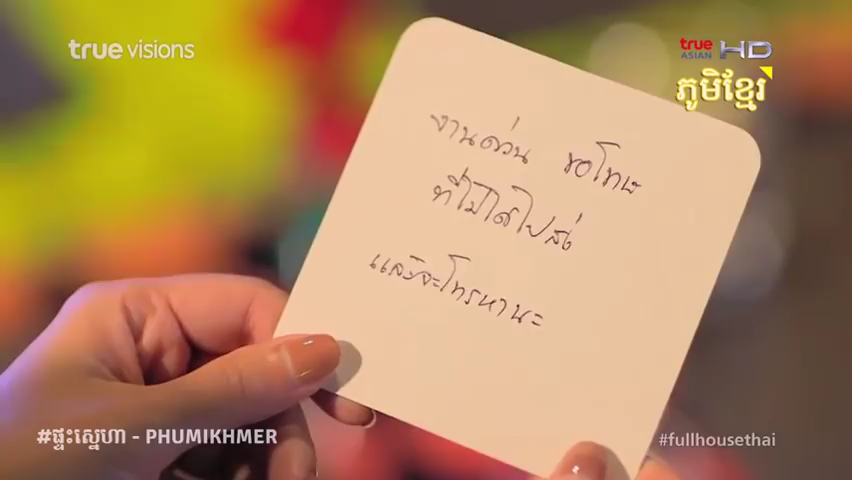 true visions
true
ASIAN HD
ភូមិខ្មែរ
งานด่วน ขอโทษ
ที่ไม่ได้ไปส่ง
แล้วจะโทรหานะ
#ផ្ទះស្នេហា - PHUMIKHMER
#fullhousethai